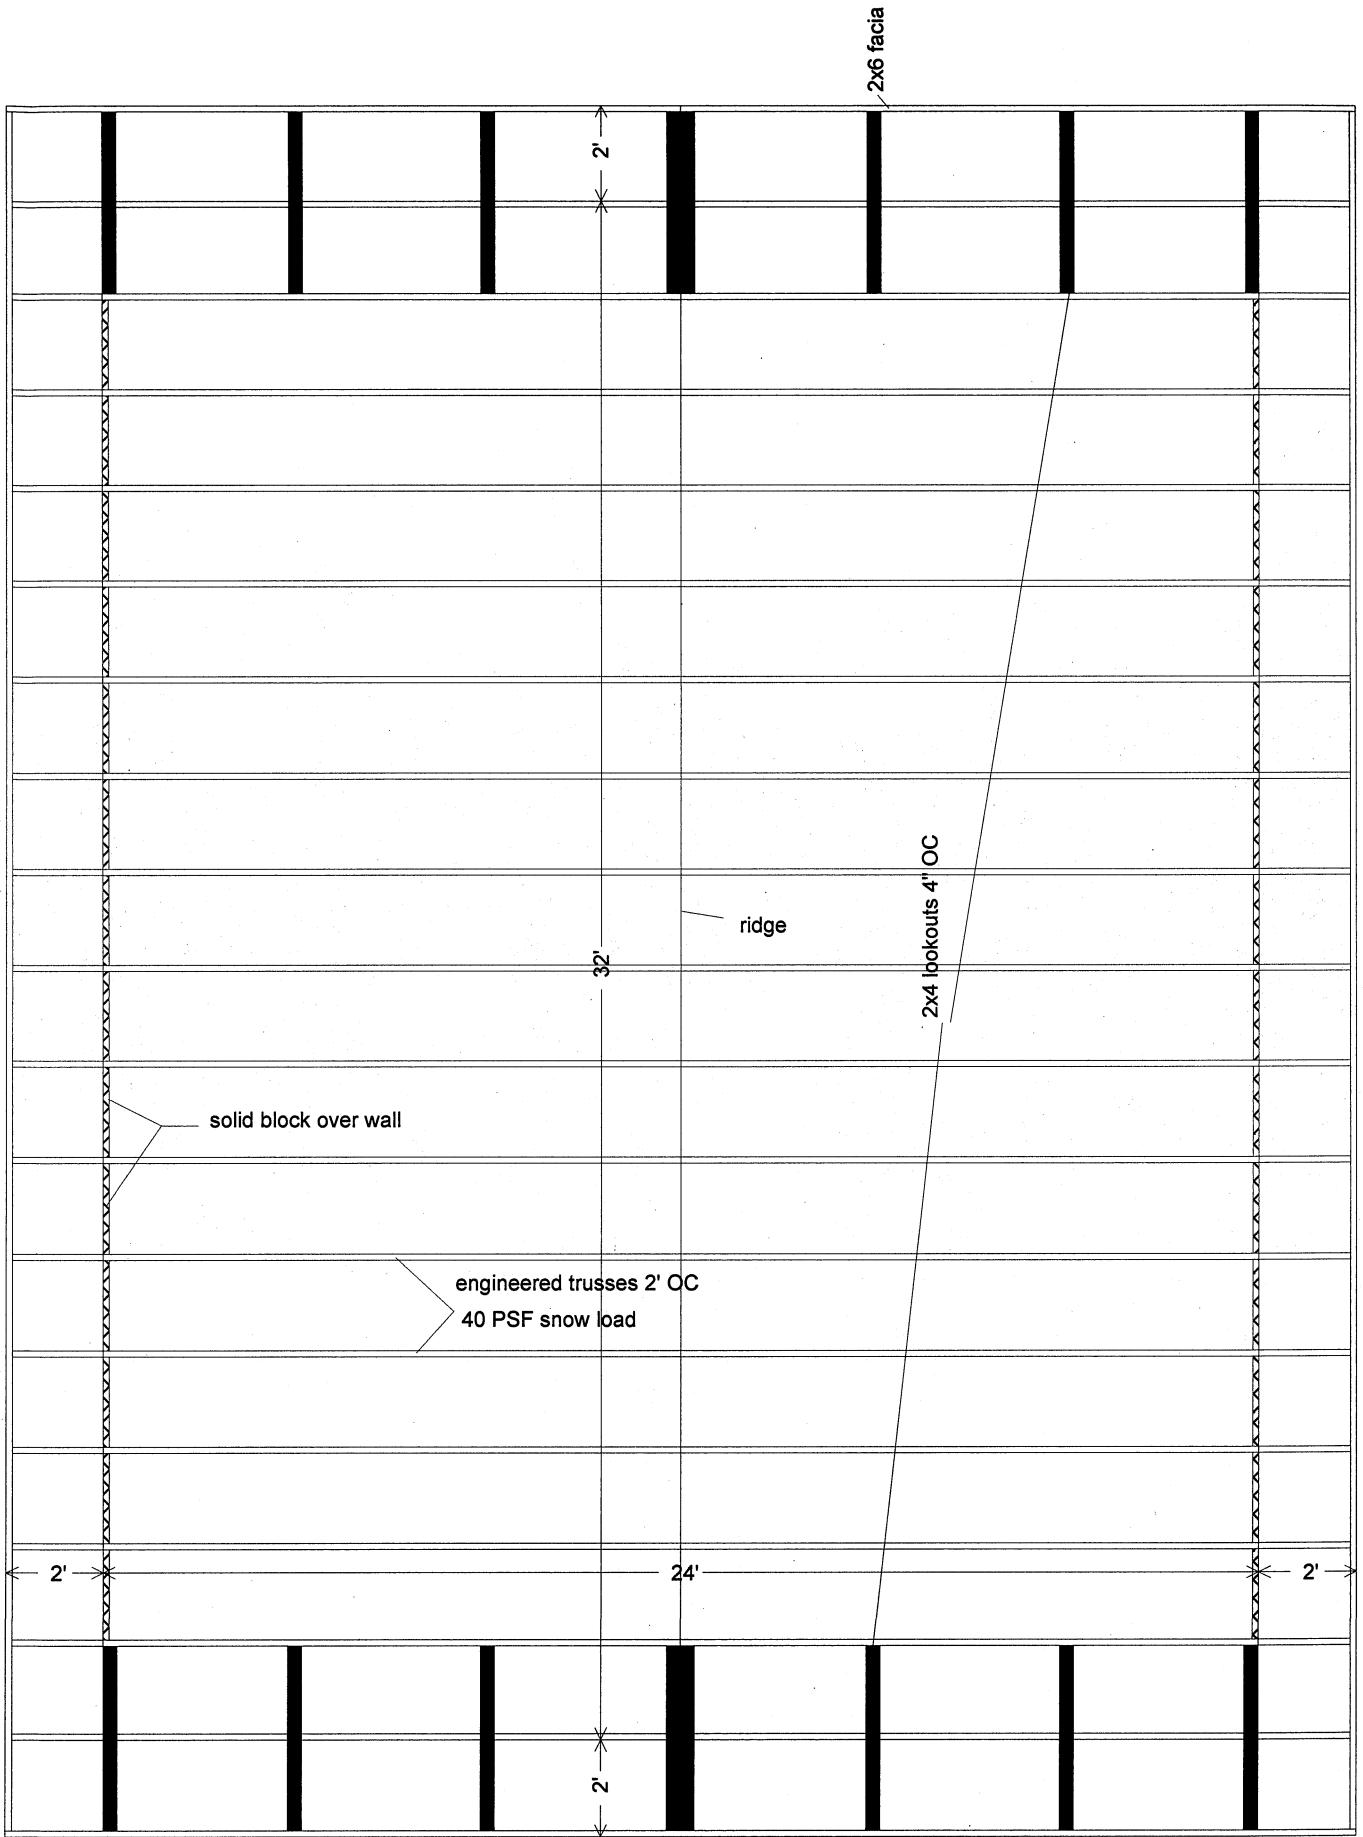 2x6 facia
2'
ridge
2x4 lookouts 4" OC
32'
solid block over wall
engineered trusses 2' OC
40 PSF snow load
2'
24'
2'
2'